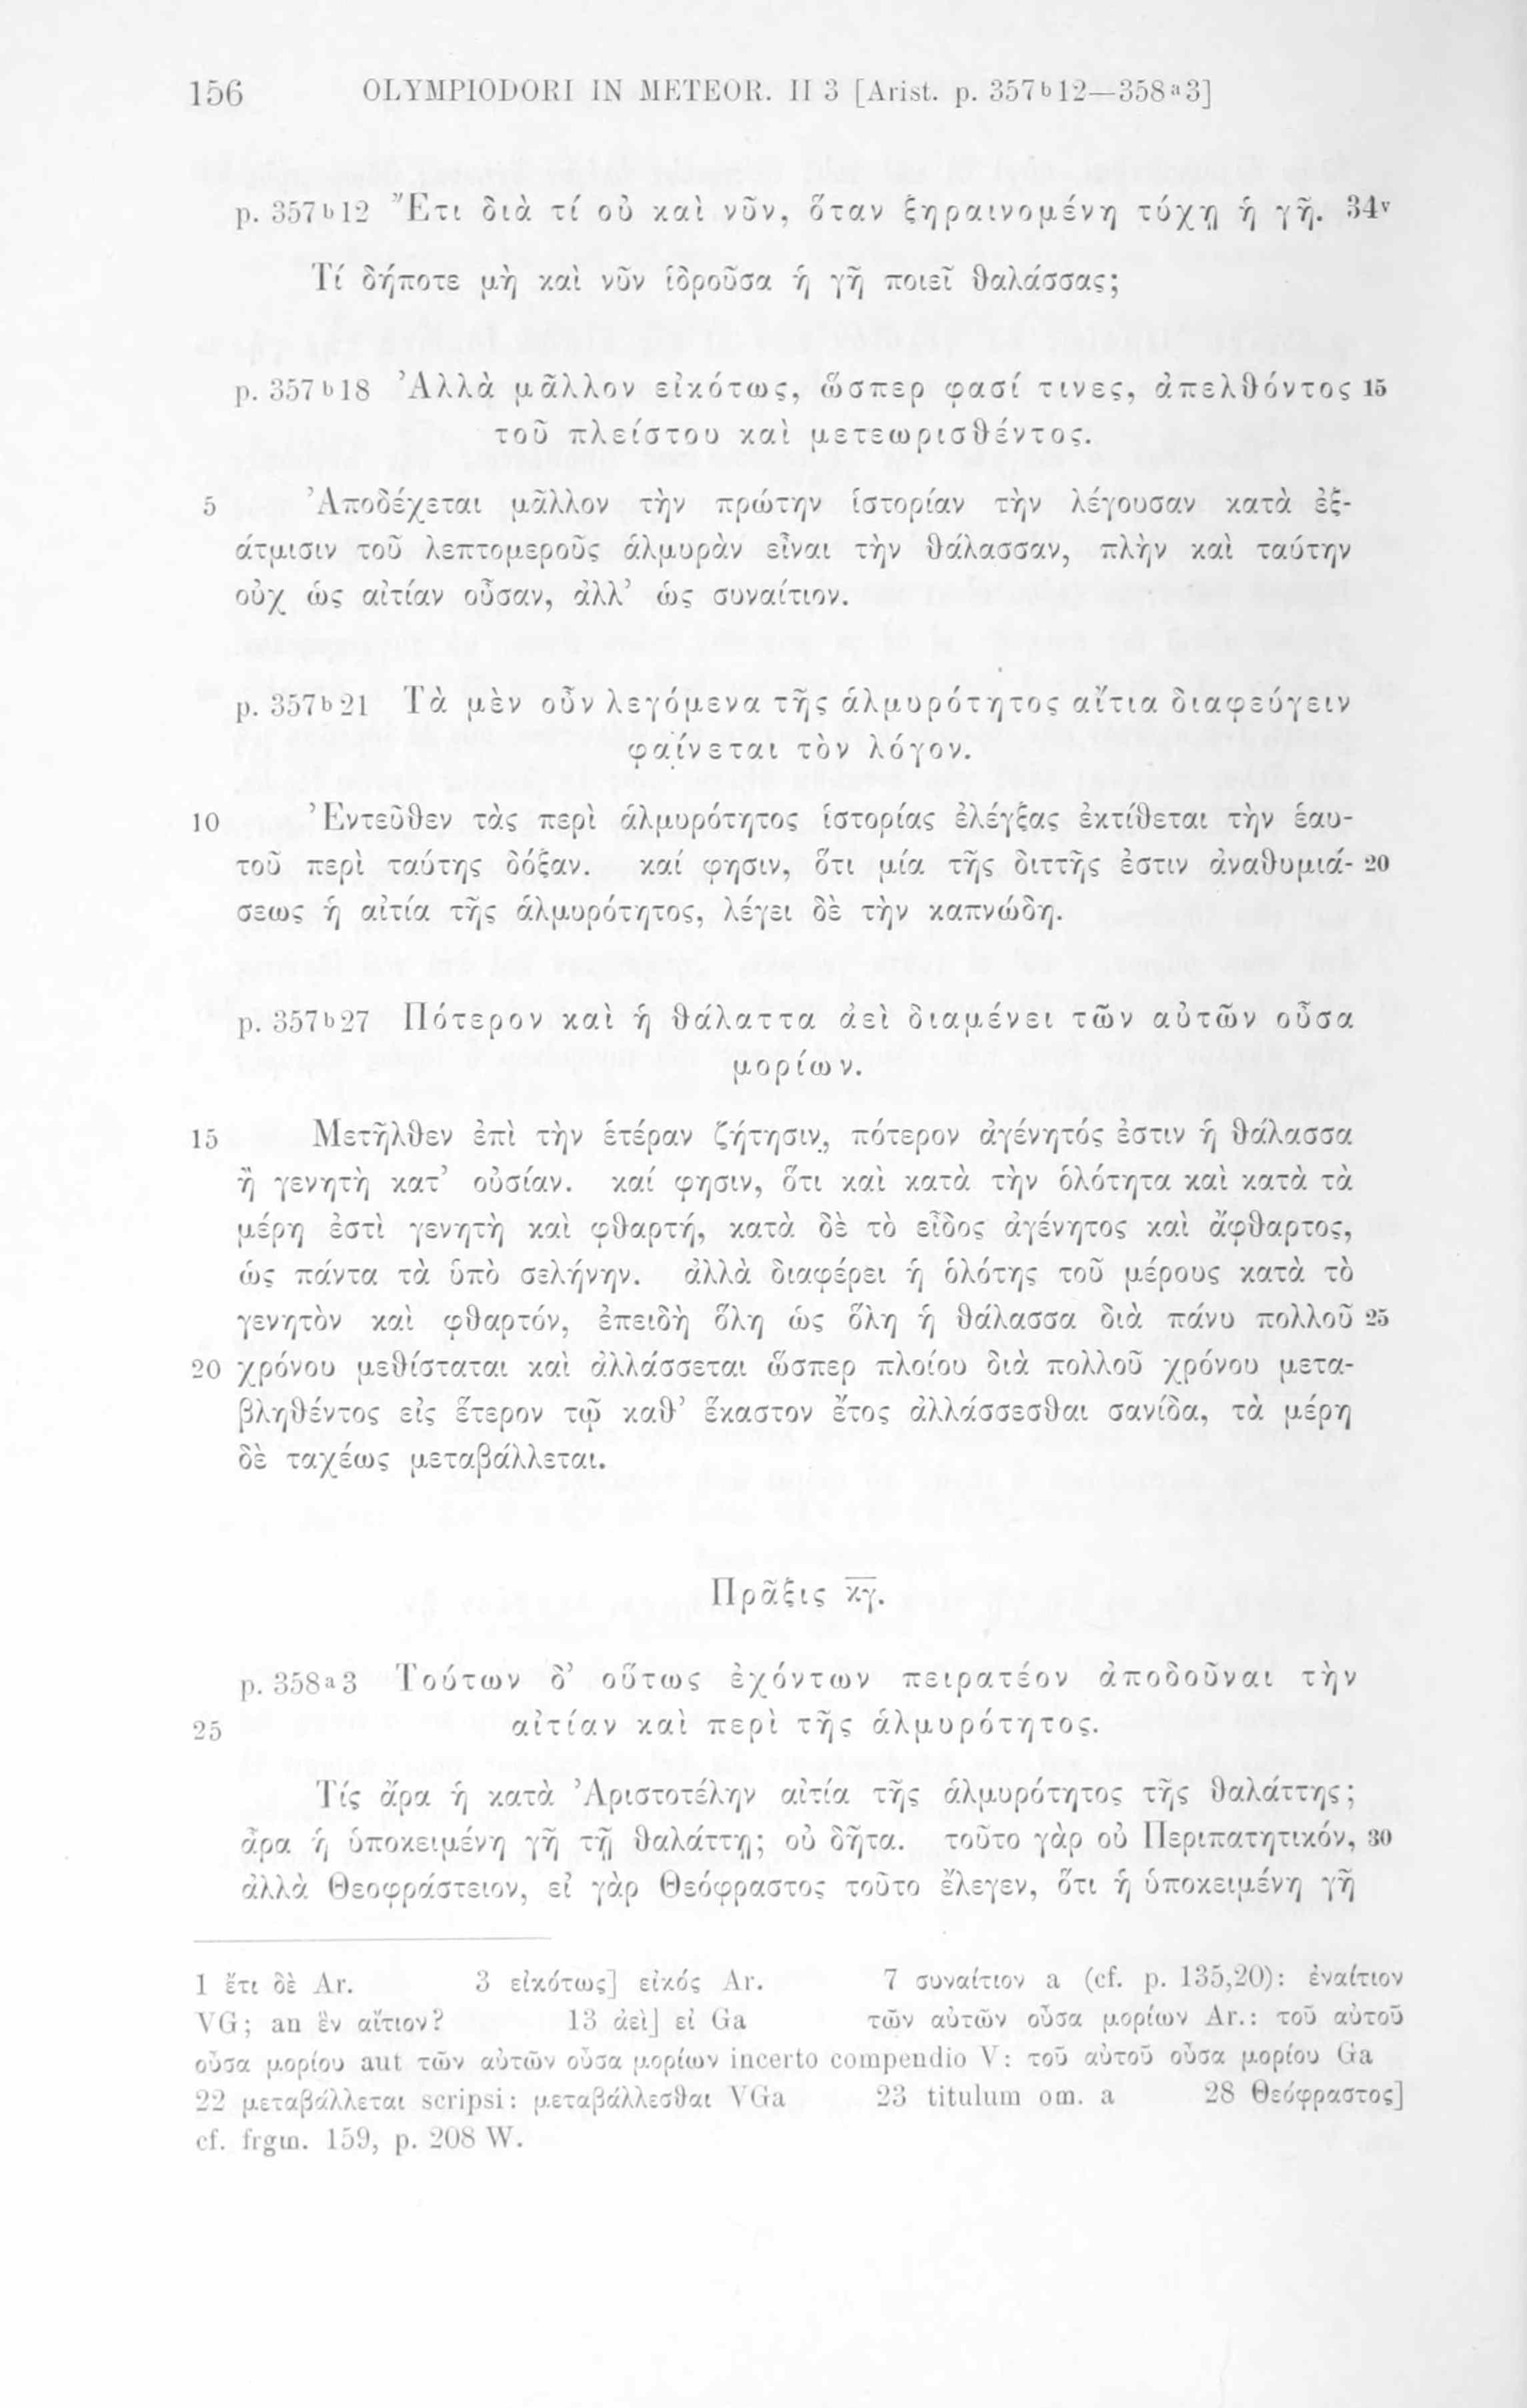 156 OLYMPIODORI IN METEOR. II 3 [Arist. p. 357ᵇ12—358ᵃ3]
p. 357ᵇ12 Ἔτι διὰ τί οὐ καὶ νῦν, ὅταν ξηραινομένη τύχῃ ἡ γῆ. 34ᵛ
Τί δήποτε μὴ καὶ νῦν ἱδροῦσα ἡ γῆ ποιεῖ θαλάσσας;
p. 357ᵇ18 Ἀλλὰ μᾶλλον εἰκότως, ὥσπερ φασί τινες, ἀπελθόντος 15
τοῦ πλείστου καὶ μετεωρισθέντος.
5 Ἀποδέχεται μᾶλλον τὴν πρώτην ἱστορίαν τὴν λέγουσαν κατὰ ἐξ-
άτμισιν τοῦ λεπτομεροῦς ἁλμυρὰν εἶναι τὴν θάλασσαν, πλὴν καὶ ταύτην
οὐχ ὡς αἰτίαν οὖσαν, ἀλλ’ ὡς συναίτιον.
p. 357ᵇ21 Τὰ μὲν οὖν λεγόμενα τῆς ἁλμυρότητος αἴτια διαφεύγειν
φαίνεται τὸν λόγον.
10 Ἐντεῦθεν τὰς περὶ ἁλμυρότητος ἱστορίας ἐλέγξας ἐκτίθεται τὴν ἑαυ-
τοῦ περὶ ταύτης δόξαν. καί φησιν, ὅτι μία τῆς διττῆς ἐστιν ἀναθυμιά- 20
σεως ἡ αἰτία τῆς ἁλμυρότητος, λέγει δὲ τὴν καπνώδη.
p. 357ᵇ27 Πότερον καὶ ἡ θάλαττα ἀεὶ διαμένει τῶν αὐτῶν οὖσα
μορίων.
15 Μετῆλθεν ἐπὶ τὴν ἑτέραν ζήτησιν, πότερον ἀγένητός ἐστιν ἡ θάλασσα
ἢ γενητὴ κατ’ οὐσίαν. καί φησιν, ὅτι καὶ κατὰ τὴν ὁλότητα καὶ κατὰ τὰ
μέρη ἐστὶ γενητὴ καὶ φθαρτή, κατὰ δὲ τὸ εἶδος ἀγένητος καὶ ἄφθαρτος,
ὡς πάντα τὰ ὑπὸ σελήνην. ἀλλὰ διαφέρει ἡ ὁλότης τοῦ μέρους κατὰ τὸ
γενητὸν καὶ φθαρτόν, ἐπειδὴ ὅλη ὡς ὅλη ἡ θάλασσα διὰ πάνυ πολλοῦ 25
20 χρόνου μεθίσταται καὶ ἀλλάσσεται ὥσπερ πλοίου διὰ πολλοῦ χρόνου μετα-
βληθέντος εἰς ἕτερον τῷ καθ’ ἕκαστον ἔτος ἀλλάσσεσθαι σανίδα, τὰ μέρη
δὲ ταχέως μεταβάλλεται.
Πρᾶξις κ̅γ̅.
p. 358ᵃ3 Τούτων δ’ οὕτως ἐχόντων πειρατέον ἀποδοῦναι τὴν
25 αἰτίαν καὶ περὶ τῆς ἁλμυρότητος.
Τίς ἄρα ἡ κατὰ Ἀριστοτέλην αἰτία τῆς ἁλμυρότητος τῆς θαλάττης;
ἆρα ἡ ὑποκειμένη γῆ τῇ θαλάττῃ; οὐ δῆτα. τοῦτο γὰρ οὐ Περιπατητικόν, 30
ἀλλὰ Θεοφράστειον, εἰ γὰρ Θεόφραστος τοῦτο ἔλεγεν, ὅτι ἡ ὑποκειμένη γῆ
1 ἔτι δὲ Ar. 3 εἰκότως] εἰκός Ar. 7 συναίτιον a (cf. p. 135,20): ἐναίτιον
VG; an ἓν αἴτιον? 13 ἀεὶ] εἰ Ga τῶν αὐτῶν οὖσα μορίων Ar.: τοῦ αὐτοῦ
οὖσα μορίου aut τῶν αὐτῶν οὖσα μορίων incerto compendio V: τοῦ αὐτοῦ οὖσα μορίου Ga
22 μεταβάλλεται scripsi: μεταβάλλεσθαι VGa 23 titulum om. a 28 Θεόφραστος]
cf. frgm. 159, p. 208 W.